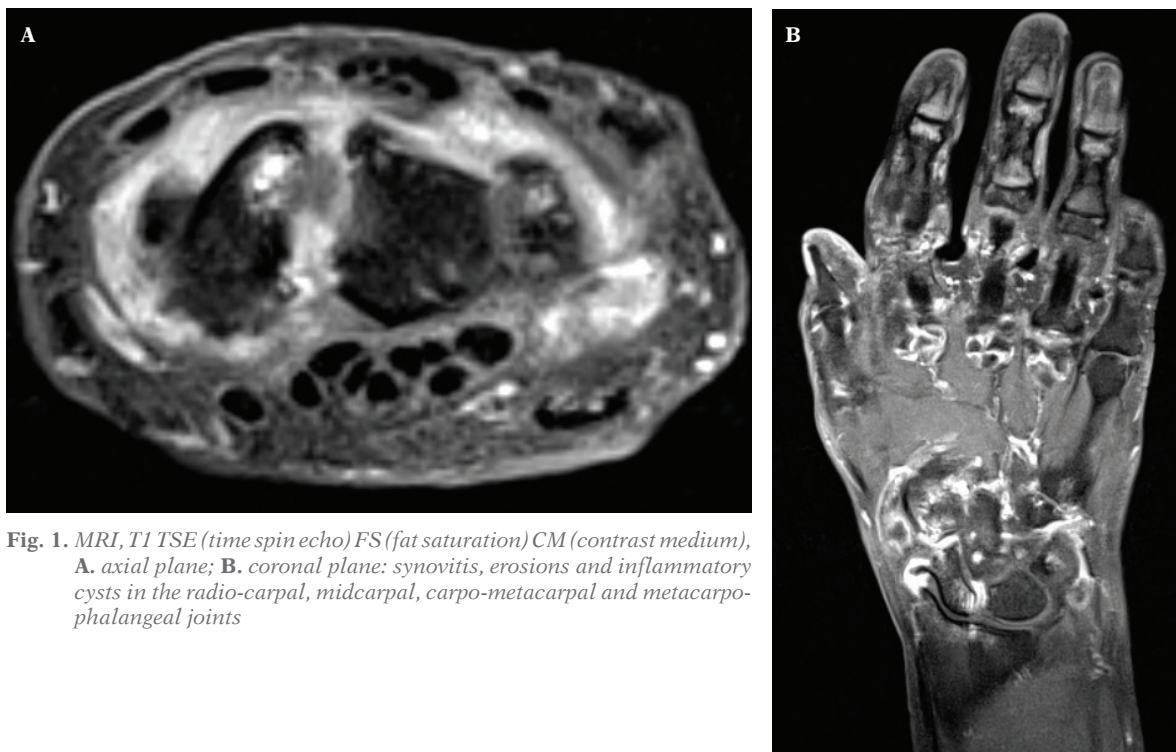 A
B
Fig. 1. MRI, T1 TSE (time spin echo) FS (fat saturation) CM (contrast medium),
A. axial plane; B. coronal plane: synovitis, erosions and inflammatory
cysts in the radio-carpal, midcarpal, carpo-metacarpal and metacarpo-
phalangeal joints